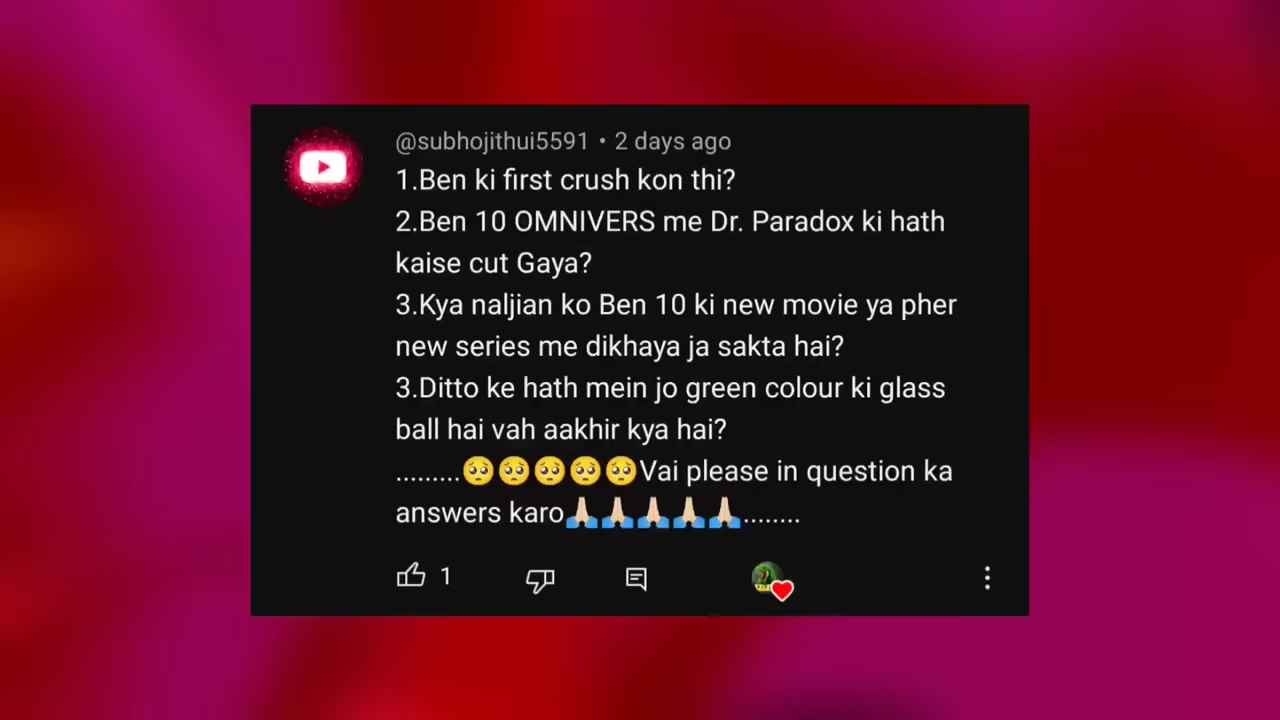 @subhojithui5591 • 2 days ago
1.Ben ki first crush kon thi?
2.Ben 10 OMNIVERS me Dr. Paradox ki hath
kaise cut Gaya?
3.Kya naljian ko Ben 10 ki new movie ya pher
new series me dikhaya ja sakta hai?
3.Ditto ke hath mein jo green colour ki glass
ball hai vah aakhir kya hai?
.........🥺🥺🥺🥺🥺Vai please in question ka
answers karo🙏🏻🙏🏻🙏🏻🙏🏻🙏🏻........
1